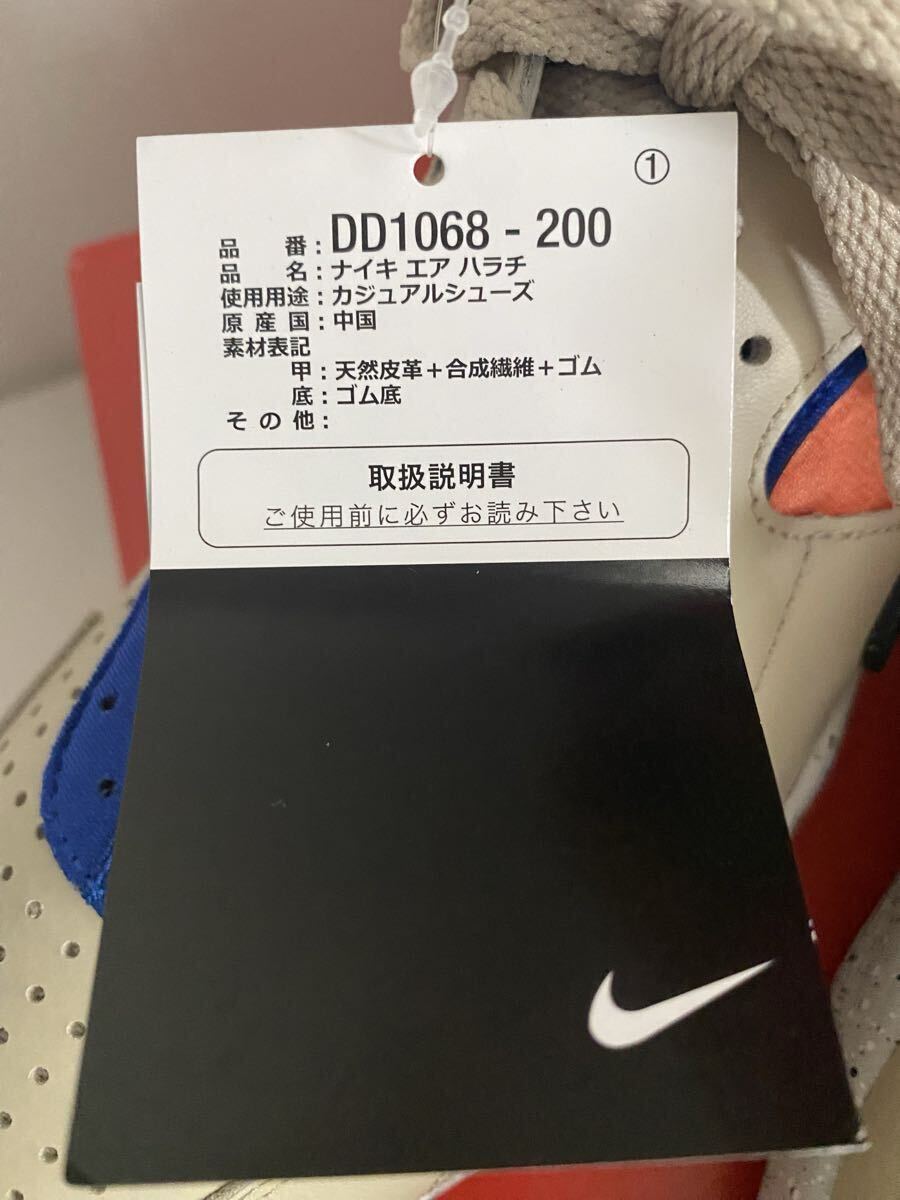 ①
品番：DD1068 - 200
品名：ナイキ エア ハラチ
使用用途：カジュアルシューズ
原産国：中国
素材表記
甲：天然皮革＋合成繊維＋ゴム
底：ゴム底
その他：
取扱説明書
ご使用前に必ずお読み下さい